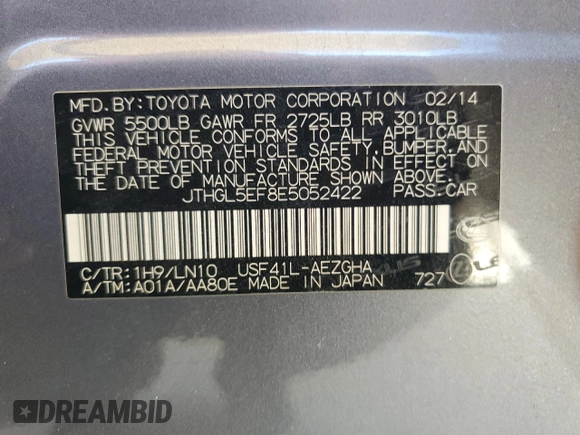 MFD. BY: TOYOTA MOTOR CORPORATION 02/14
GVWR 5500LB GAWR FR 2725LB RR 3010LB
THIS VEHICLE CONFORMS TO ALL APPLICABLE
FEDERAL MOTOR VEHICLE SAFETY, BUMPER, AND
THEFT PREVENTION STANDARDS IN EFFECT ON
THE DATE OF MANUFACTURE SHOWN ABOVE.
JTHGL5EF8E5052422 PASS. CAR
C/TR: 1H9/LN10 USF41L-AEZGHA
A/TM: A01A/AA80E MADE IN JAPAN 727
DREAMBID